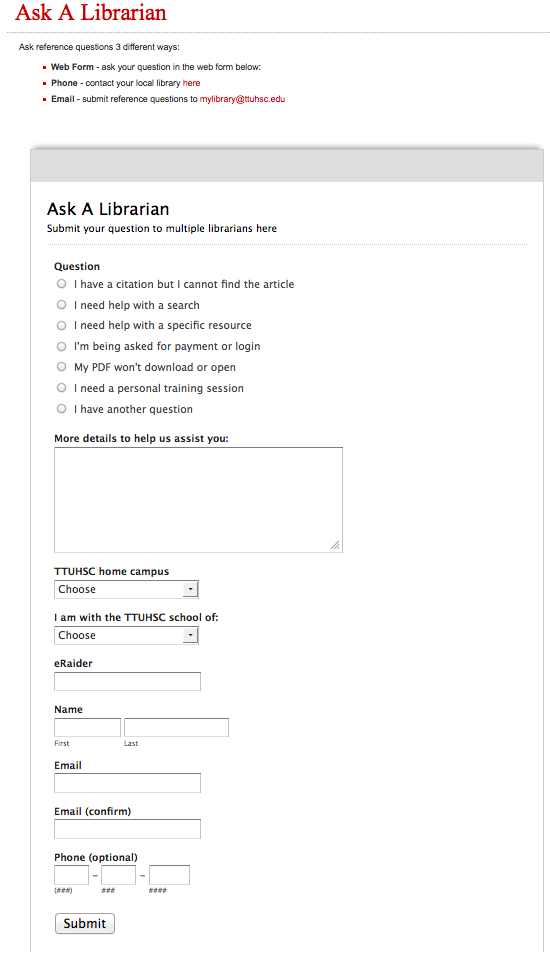 Ask A Librarian
Ask reference questions 3 different ways:
Web Form - ask your question in the web form below:
Phone - contact your local library here
Email - submit reference questions to mylibrary@ttuhsc.edu
Ask A Librarian
Submit your question to multiple librarians here
Question
I have a citation but I cannot find the article
I need help with a search
I need help with a specific resource
I'm being asked for payment or login
My PDF won't download or open
I need a personal training session
I have another question
More details to help us assist you:
TTUHSC home campus
Choose
I am with the TTUHSC school of:
Choose
eRaider
Name
First Last
Email
Email (confirm)
Phone (optional)
– –
(###) ### ####
Submit